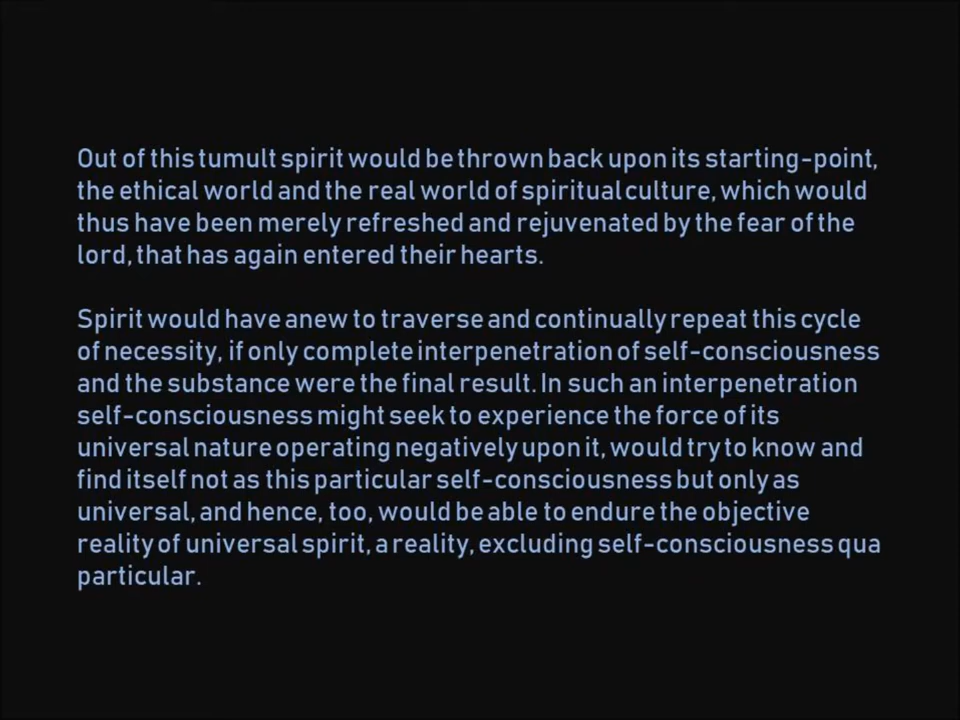 Out of this tumult spirit would be thrown back upon its starting-point,
the ethical world and the real world of spiritual culture, which would
thus have been merely refreshed and rejuvenated by the fear of the
lord, that has again entered their hearts.
Spirit would have anew to traverse and continually repeat this cycle
of necessity, if only complete interpenetration of self-consciousness
and the substance were the final result. In such an interpenetration
self-consciousness might seek to experience the force of its
universal nature operating negatively upon it, would try to know and
find itself not as this particular self-consciousness but only as
universal, and hence, too, would be able to endure the objective
reality of universal spirit, a reality, excluding self-consciousness qua
particular.